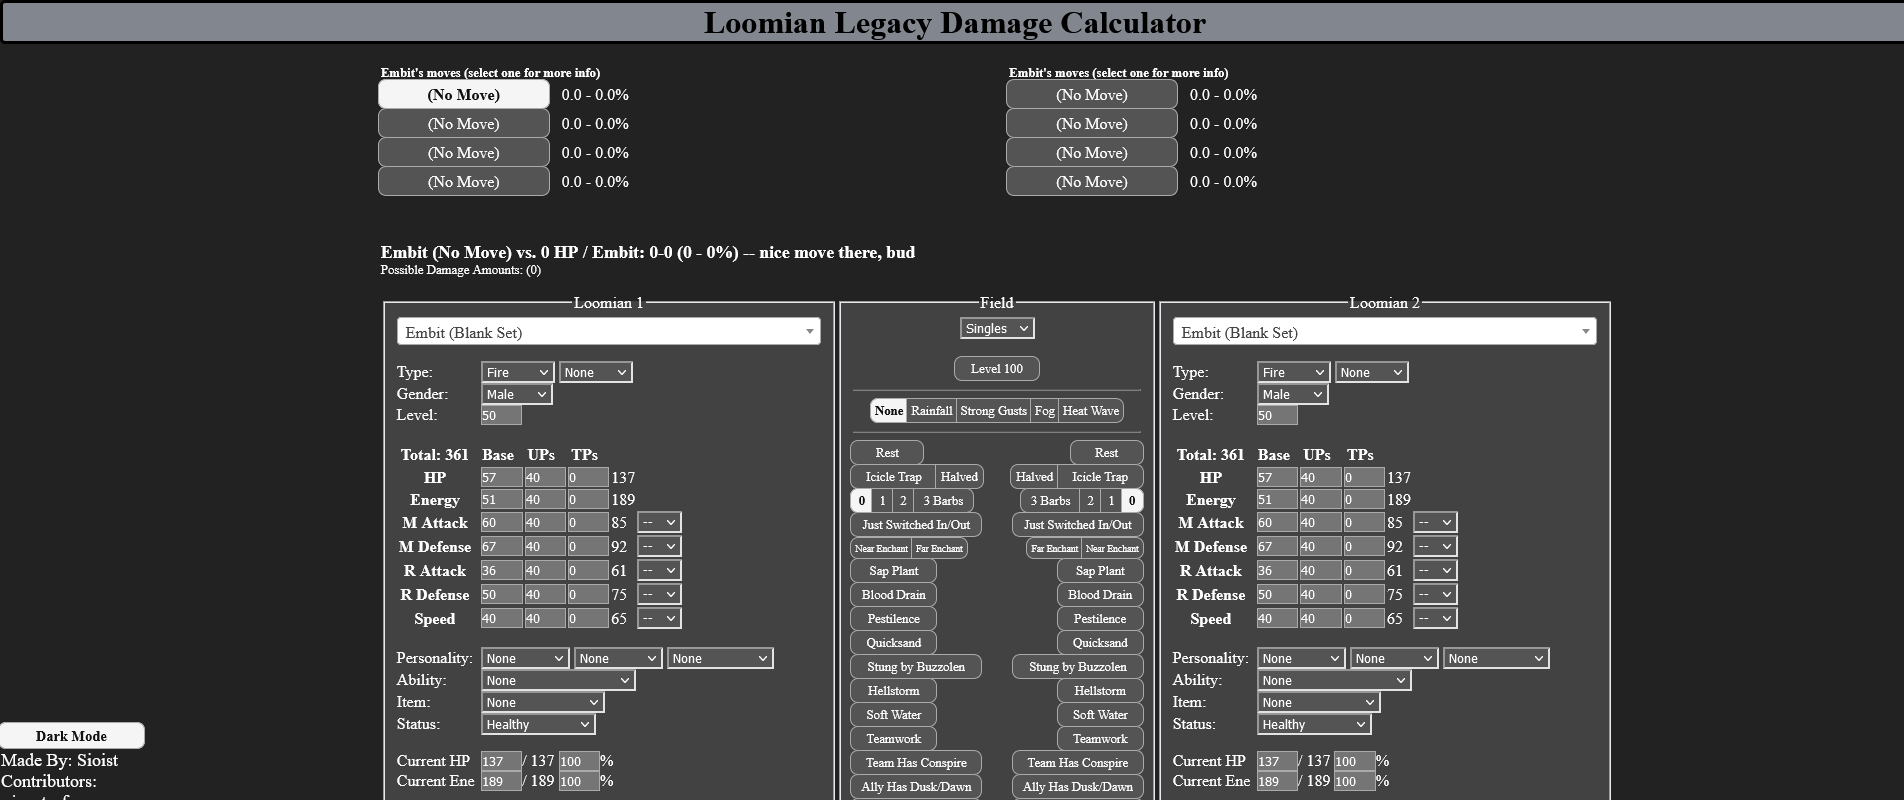 Loomian Legacy Damage Calculator
Embit's moves (select one for more info)
(No Move) 0.0 - 0.0%
(No Move) 0.0 - 0.0%
(No Move) 0.0 - 0.0%
(No Move) 0.0 - 0.0%
Embit's moves (select one for more info)
(No Move) 0.0 - 0.0%
(No Move) 0.0 - 0.0%
(No Move) 0.0 - 0.0%
(No Move) 0.0 - 0.0%
Embit (No Move) vs. 0 HP / Embit: 0-0 (0 - 0%) -- nice move there, bud
Possible Damage Amounts: (0)
Loomian 1
Embit (Blank Set)
Type: Fire None
Gender: Male
Level: 50
Total: 361 Base UPs TPs
HP 57 40 0 137
Energy 51 40 0 189
M Attack 60 40 0 85 --
M Defense 67 40 0 92 --
R Attack 36 40 0 61 --
R Defense 50 40 0 75 --
Speed 40 40 0 65 --
Personality: None None None
Ability: None
Item: None
Status: Healthy
Current HP 137 / 137 100 %
Current Ene 189 / 189 100 %
Field
Singles
Level 100
None Rainfall Strong Gusts Fog Heat Wave
Rest Rest
Icicle Trap Halved Halved Icicle Trap
0 1 2 3 Barbs 3 Barbs 2 1 0
Just Switched In/Out Just Switched In/Out
Near Enchant Far Enchant Far Enchant Near Enchant
Sap Plant Sap Plant
Blood Drain Blood Drain
Pestilence Pestilence
Quicksand Quicksand
Stung by Buzzolen Stung by Buzzolen
Hellstorm Hellstorm
Soft Water Soft Water
Teamwork Teamwork
Team Has Conspire Team Has Conspire
Ally Has Dusk/Dawn Ally Has Dusk/Dawn
Loomian 2
Embit (Blank Set)
Type: Fire None
Gender: Male
Level: 50
Total: 361 Base UPs TPs
HP 57 40 0 137
Energy 51 40 0 189
M Attack 60 40 0 85 --
M Defense 67 40 0 92 --
R Attack 36 40 0 61 --
R Defense 50 40 0 75 --
Speed 40 40 0 65 --
Personality: None None None
Ability: None
Item: None
Status: Healthy
Current HP 137 / 137 100 %
Current Ene 189 / 189 100 %
Dark Mode
Made By: Sioist
Contributors: